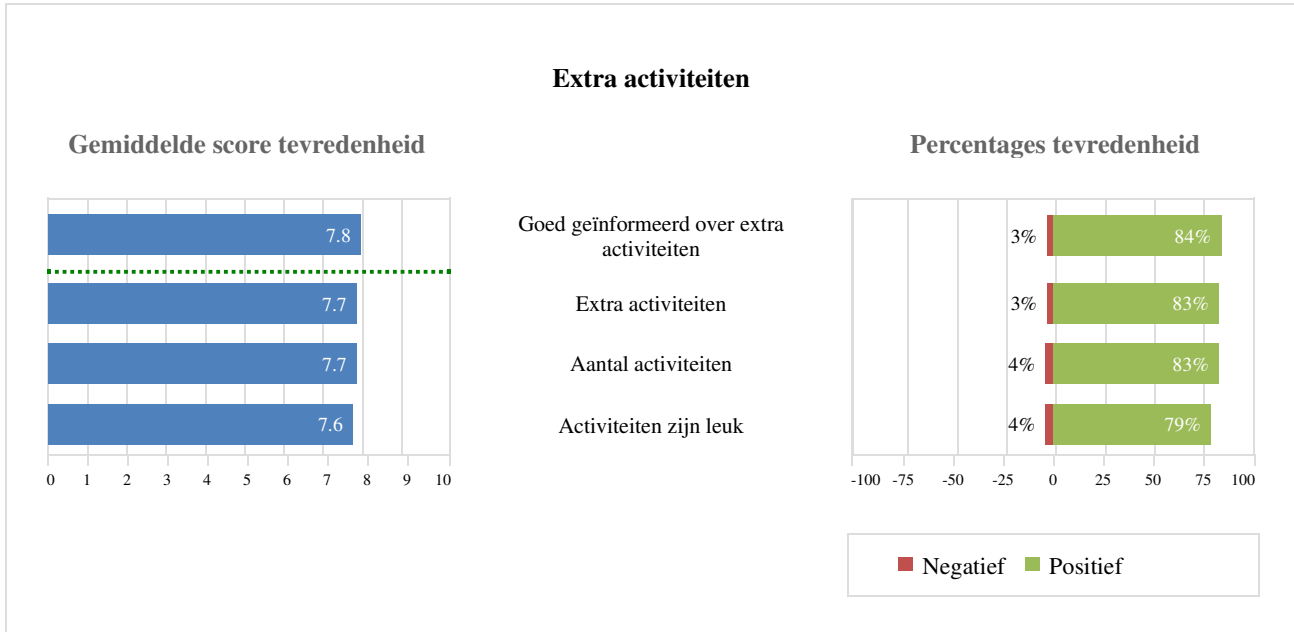 Extra activiteiten
Gemiddelde score tevredenheid
Percentages tevredenheid
7.8
Goed geïnformeerd over extra
activiteiten
3%
84%
7.7
Extra activiteiten
3%
83%
7.7
Aantal activiteiten
4%
83%
7.6
Activiteiten zijn leuk
4%
79%
0 1 2 3 4 5 6 7 8 9 10
-100 -75 -50 -25 0 25 50 75 100
Negatief Positief